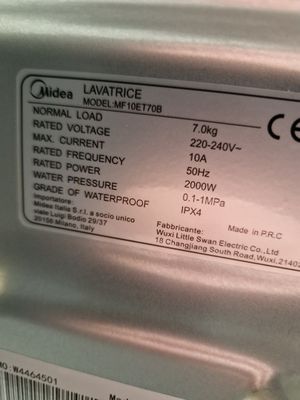 Midea LAVATRICE
MODEL:MF10ET70B
NORMAL LOAD 7.0kg
RATED VOLTAGE 220-240V~
MAX. CURRENT 10A
RATED FREQUENCY 50Hz
RATED POWER 2000W
WATER PRESSURE 0.1-1MPa
GRADE OF WATERPROOF IPX4
CE
Made in P.R.C
Importatore:
Midea Italia S.r.l. a socio unico
viale Luigi Bodio 29/37
20158-Milano, Italy
Fabbricante:
Wuxi Little Swan Electric Co.,Ltd
18 Changjiang South Road, Wuxi,
W4464501